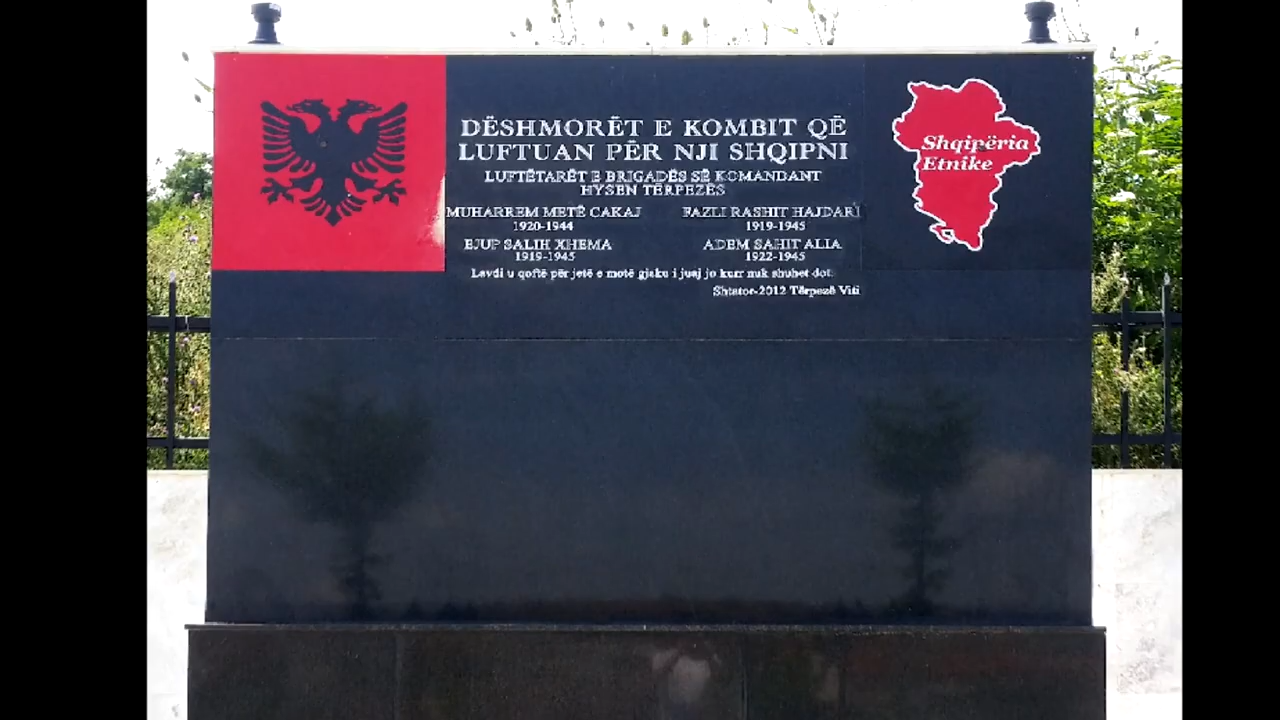 DËSHMORËT E KOMBIT QË
LUFTUAN PËR NJI SHQIPNI
LUFTËTARËT E BRIGADËS SË KOMANDANT
HYSEN TËRPEZËS
MUHARREM METË CAKAJ
1920-1944
FAZLI RASHIT HAJDARI
1919-1945
EJUP SALIH XHEMA
1919-1945
ADEM SAHIT ALIA
1922-1945
Lavdi u qoftë për jetë e motë gjaku i juaj jo kurr nuk shuhet dot.
Shtator-2012 Tërpezë Viti
Shqipëria
Etnike